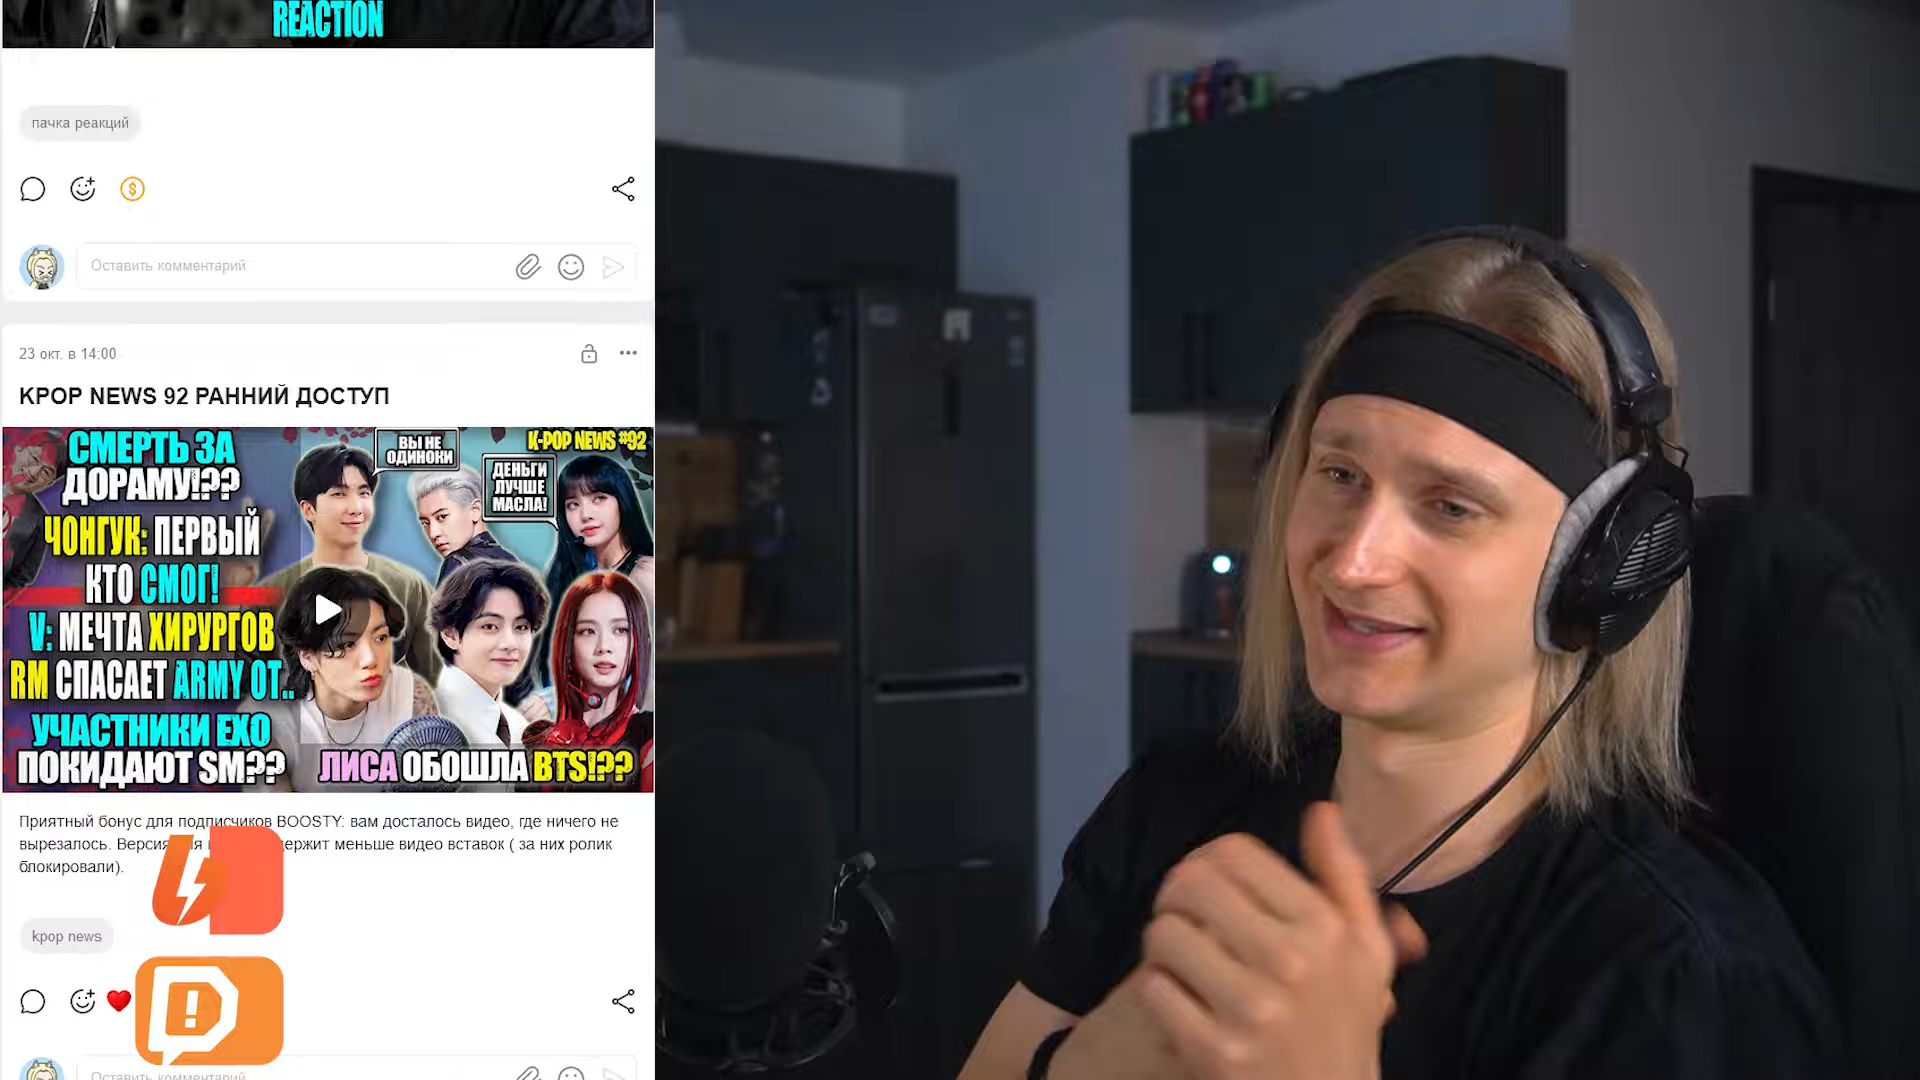 REACTION
пачка реакций
Оставить комментарий
23 окт. в 14:00
KPOP NEWS 92 РАННИЙ ДОСТУП
СМЕРТЬ ЗА
ДОРАМУ!??
ЧОНГУК: ПЕРВЫЙ
КТО СМОГ!
V: МЕЧТА ХИРУРГОВ
RM СПАСАЕТ ARMY ОТ..
УЧАСТНИКИ EXO
ПОКИДАЮТ SM??
ВЫ НЕ
ОДИНОКИ
ДЕНЬГИ
ЛУЧШЕ
МАСЛА!
K-POP NEWS #92
ЛИСА ОБОШЛА BTS!??
Приятный бонус для подписчиков BOOSTY: вам досталось видео, где ничего не
вырезалось. меньше видео вставок ( за них ролик
блокировали).
kpop news
Оставить комментарий